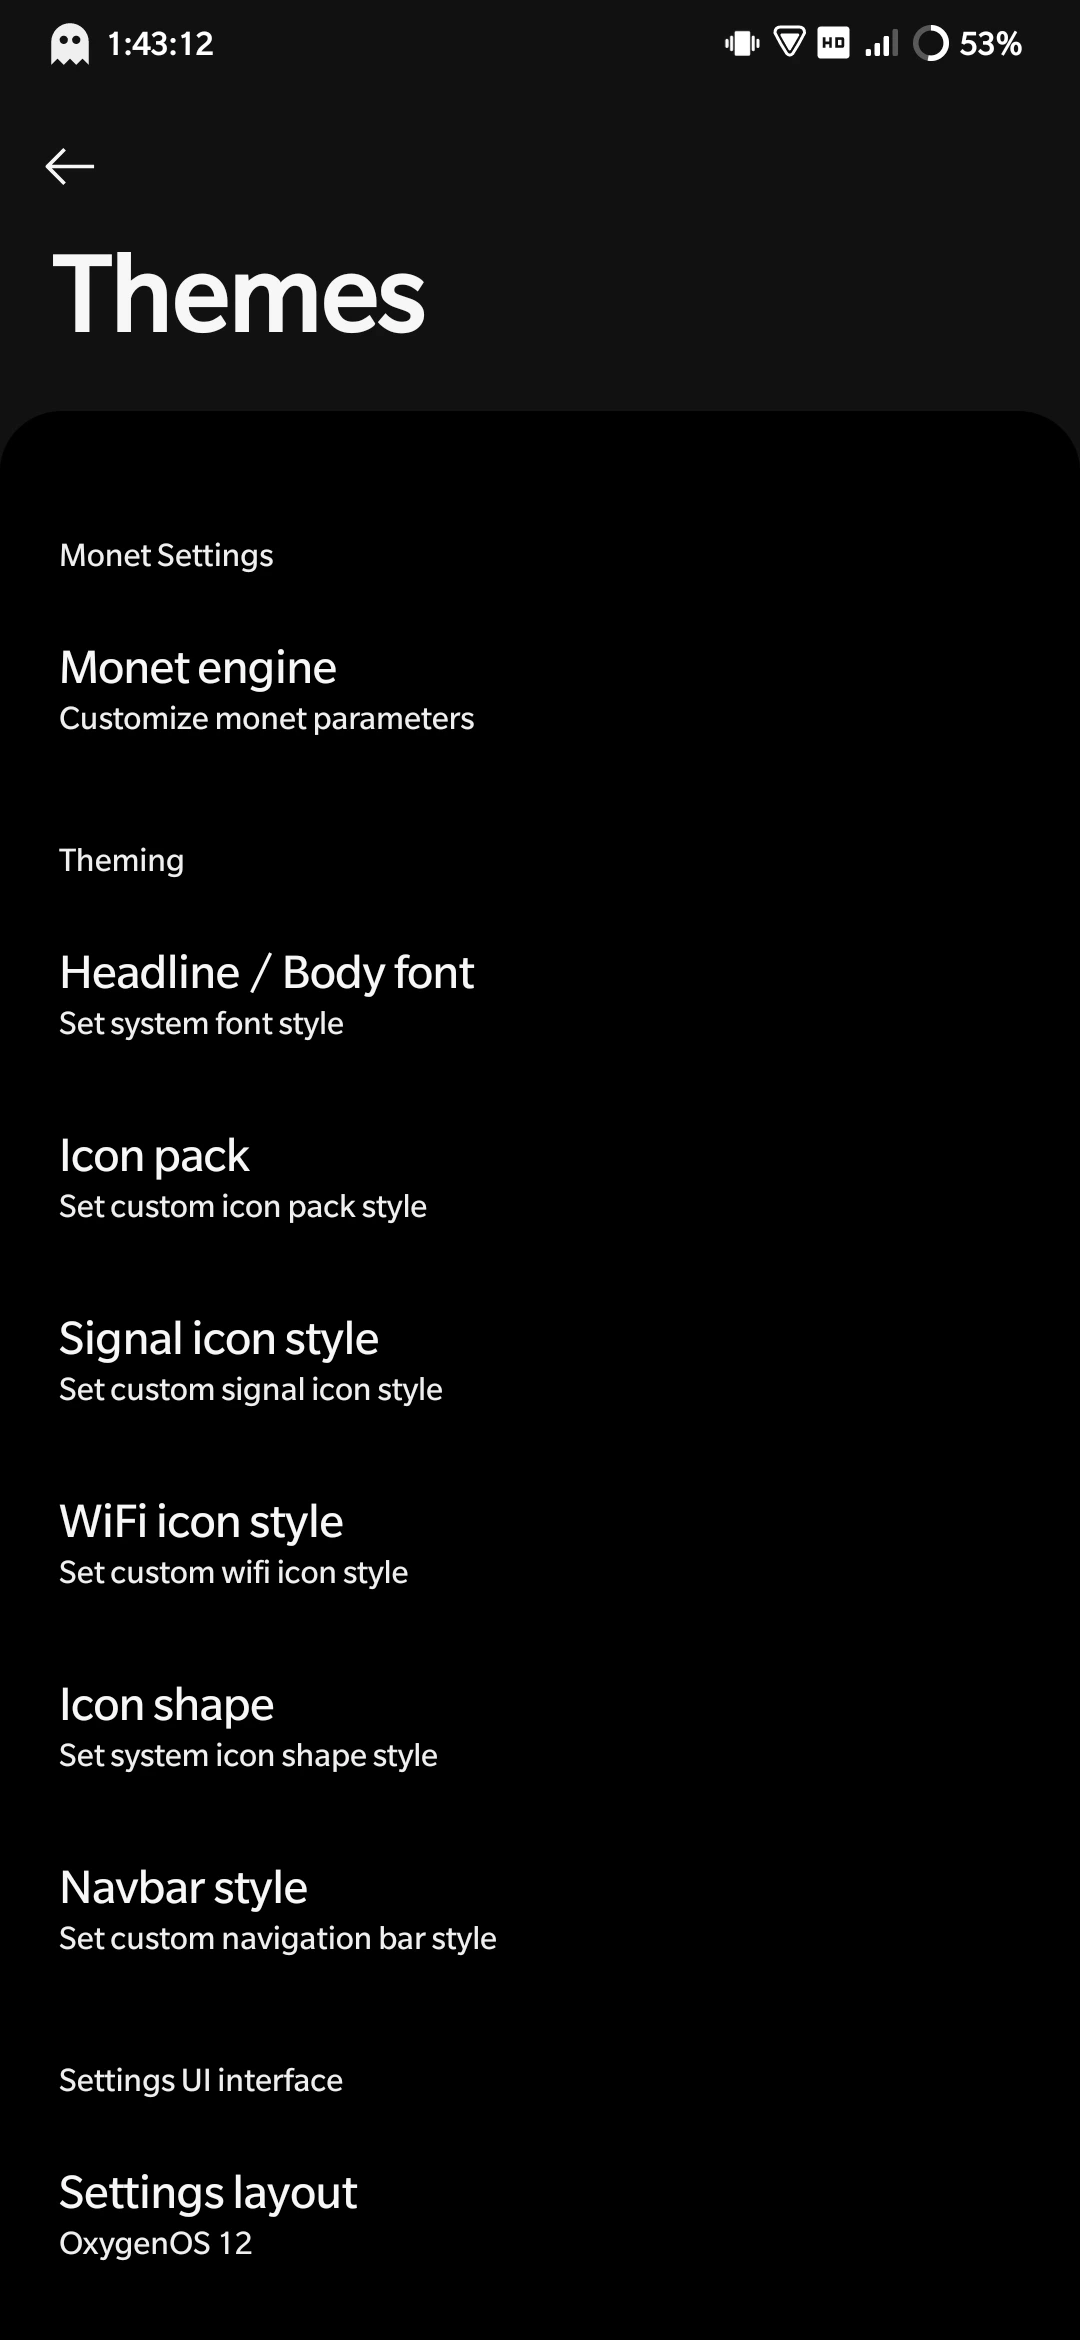 1:43:12
HD
53%
Themes
Monet Settings
Monet engine
Customize monet parameters
Theming
Headline / Body font
Set system font style
Icon pack
Set custom icon pack style
Signal icon style
Set custom signal icon style
WiFi icon style
Set custom wifi icon style
Icon shape
Set system icon shape style
Navbar style
Set custom navigation bar style
Settings UI interface
Settings layout
OxygenOS 12